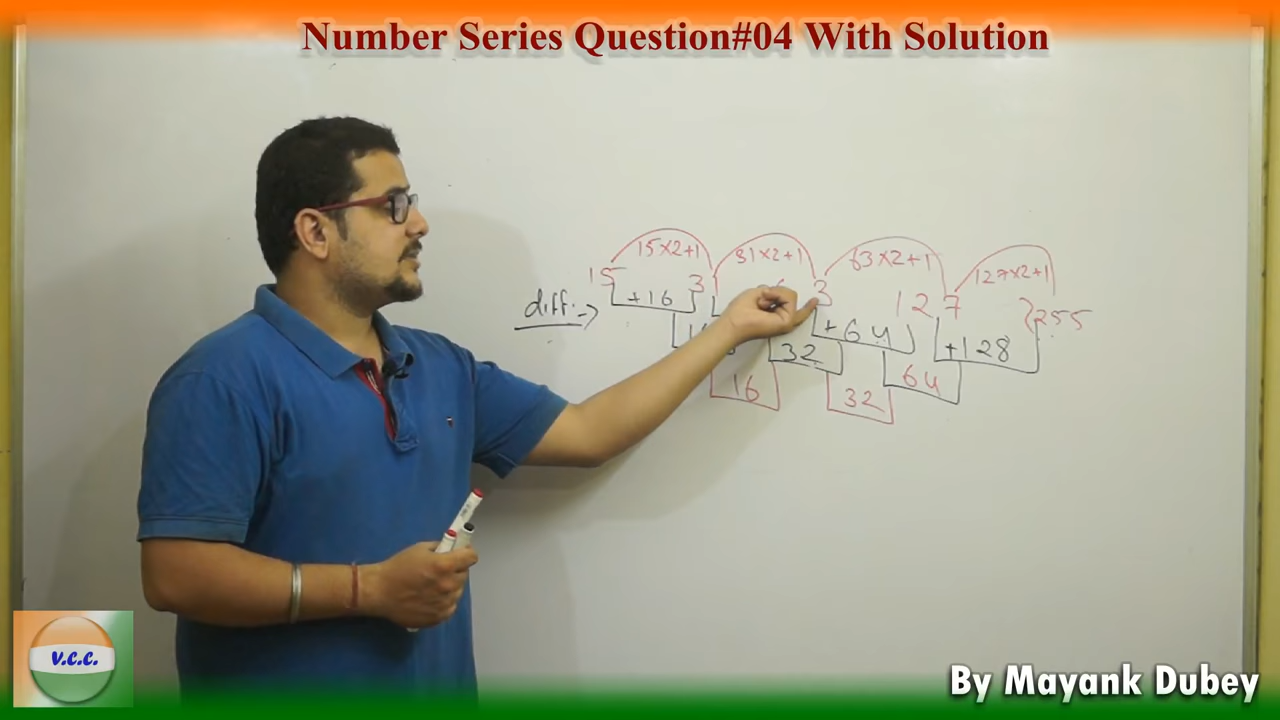 Number Series Question#04 With Solution
15×2+1 31×2+1 63×2+1 127×2+1
15 31 3 127 255
diff:→ +16 +64 +128
32 64
16 32
V.C.C.
By Mayank Dubey